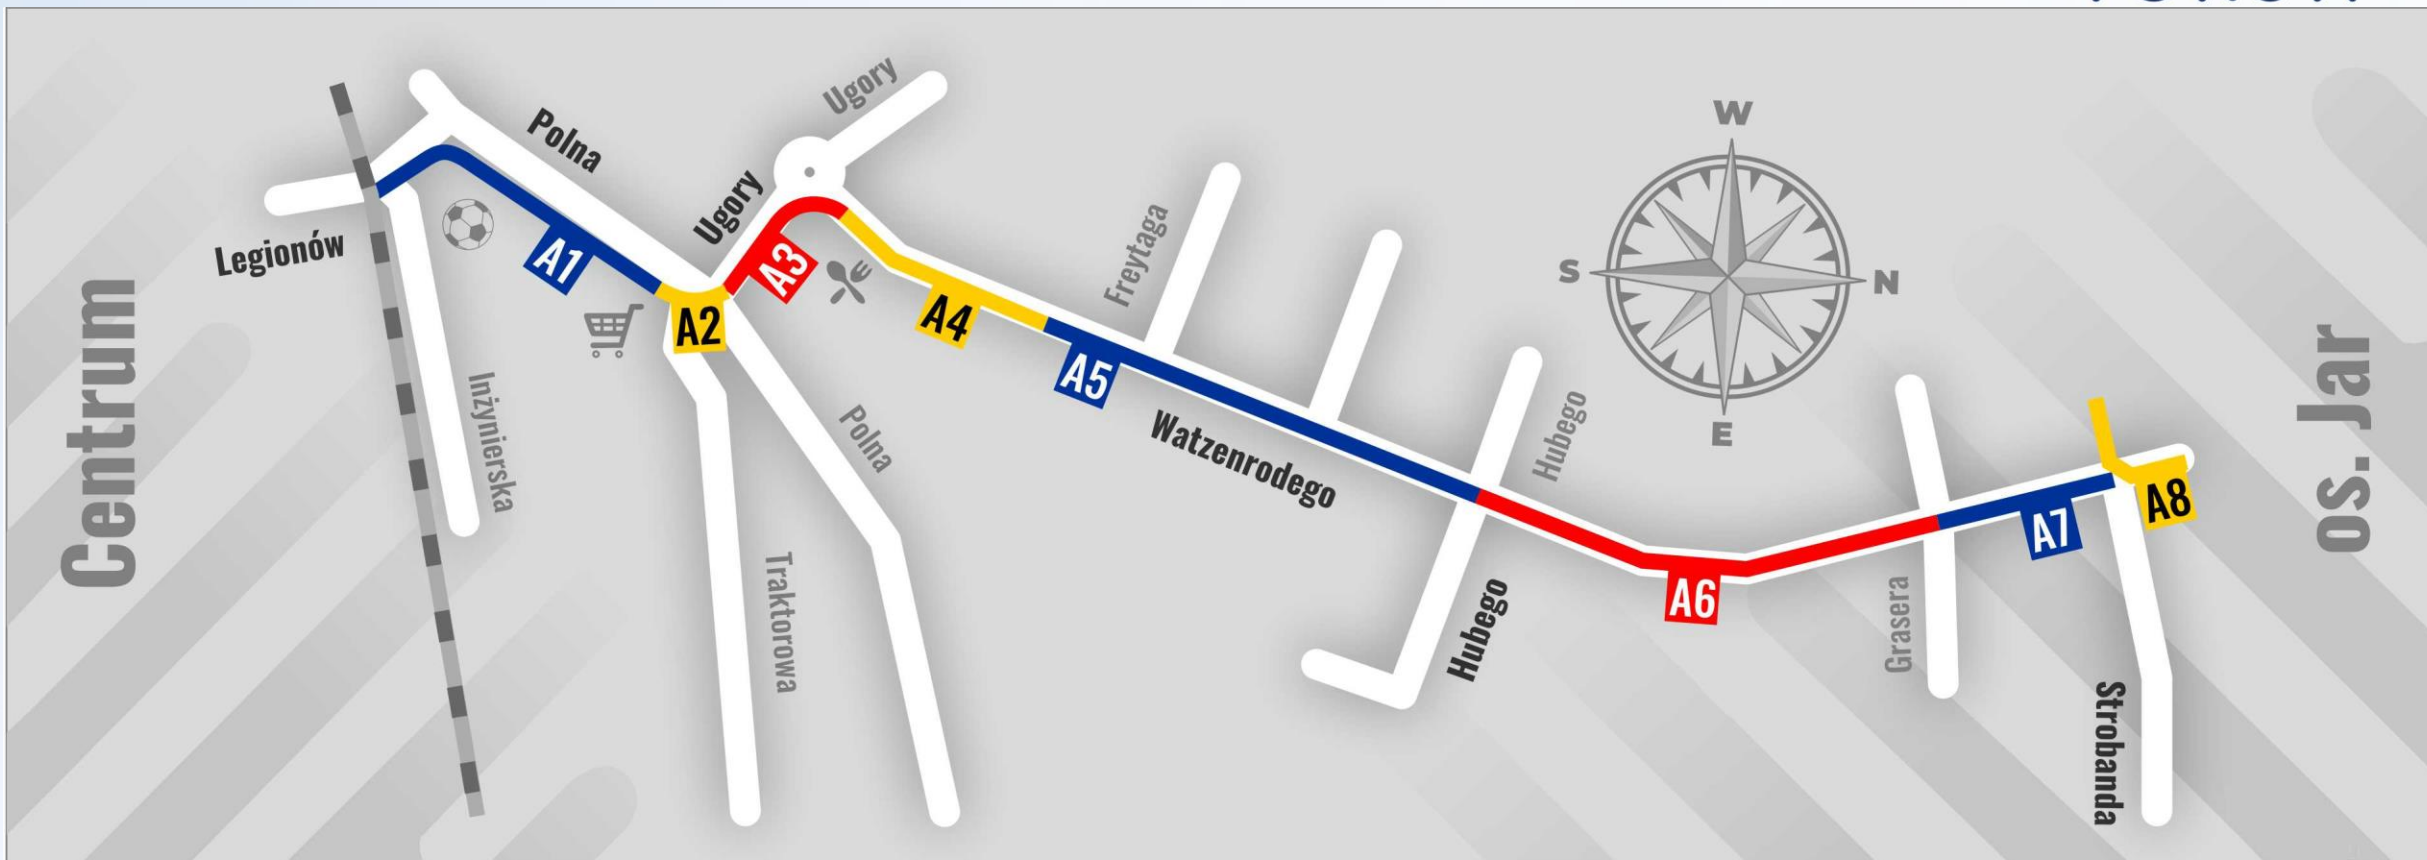 Centrum
Legionów
Inżynierska
Polna
A1
A2
Traktorowa
Polna
Ugory
Ugory
A3
A4
A5
Freytaga
Watzenrodego
Hubego
Hubego
A6
W
S
N
E
Grasera
A7
A8
Strobanda
os. Jar